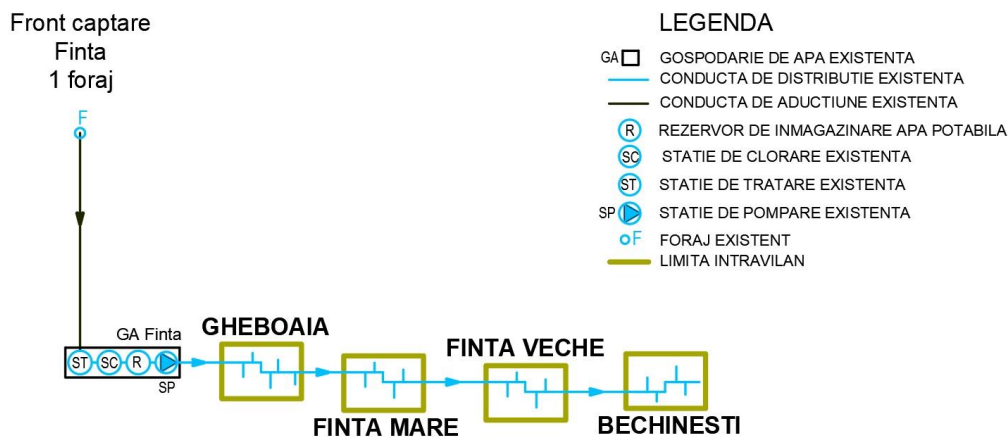 Front captare
Finta
1 foraj
F
GA Finta
ST SC R
SP
GHEBOAIA
FINTA MARE
FINTA VECHE
BECHINESTI
LEGENDA
GA GOSPODARIE DE APA EXISTENTA
CONDUCTA DE DISTRIBUTIE EXISTENTA
CONDUCTA DE ADUCTIUNE EXISTENTA
R REZERVOR DE INMAGAZINARE APA POTABILA
SC STATIE DE CLORARE EXISTENTA
ST STATIE DE TRATARE EXISTENTA
SP STATIE DE POMPARE EXISTENTA
F FORAJ EXISTENT
LIMITA INTRAVILAN